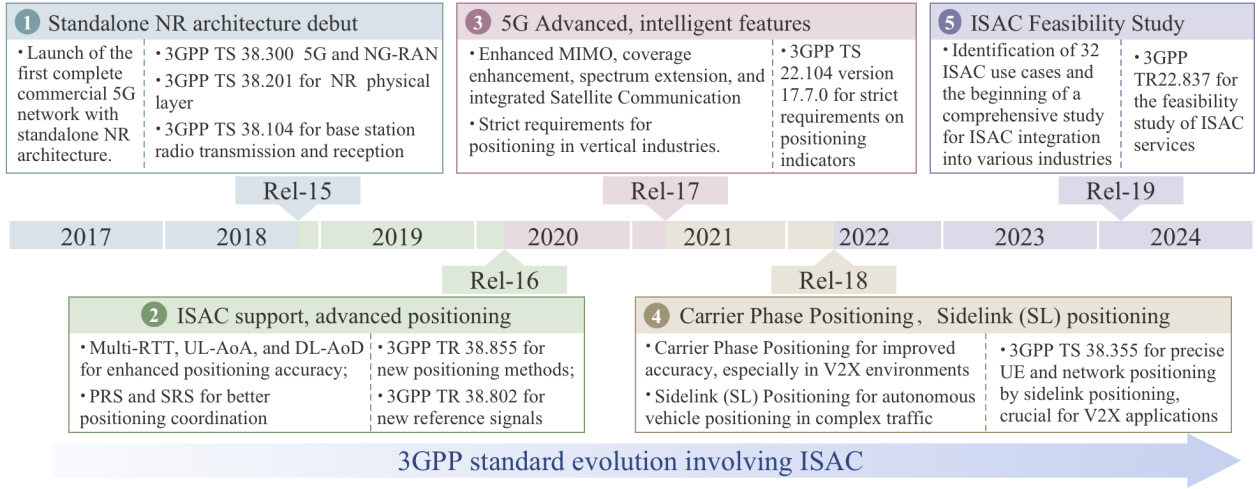 1 Standalone NR architecture debut
• Launch of the
first complete
commercial 5G
network with
standalone NR
architecture.
• 3GPP TS 38.300 5G and NG-RAN
• 3GPP TS 38.201 for NR physical
layer
• 3GPP TS 38.104 for base station
radio transmission and reception
3 5G Advanced, intelligent features
• Enhanced MIMO, coverage
enhancement, spectrum extension, and
integrated Satellite Communication
• Strict requirements for
positioning in vertical industries.
• 3GPP TS
22.104 version
17.7.0 for strict
requirements on
positioning
indicators
5 ISAC Feasibility Study
• Identification of 32
ISAC use cases and
the beginning of a
comprehensive study
for ISAC integration
into various industries
• 3GPP
TR22.837 for
the feasibility
study of ISAC
services
Rel-15
Rel-17
Rel-19
2017
2018
2019
2020
2021
2022
2023
2024
Rel-16
Rel-18
2 ISAC support, advanced positioning
• Multi-RTT, UL-AoA, and DL-AoD
for enhanced positioning accuracy;
• PRS and SRS for better
positioning coordination
• 3GPP TR 38.855 for
new positioning methods;
• 3GPP TR 38.802 for
new reference signals
4 Carrier Phase Positioning, Sidelink (SL) positioning
• Carrier Phase Positioning for improved
accuracy, especially in V2X environments
• Sidelink (SL) Positioning for autonomous
vehicle positioning in complex traffic
• 3GPP TS 38.355 for precise
UE and network positioning
by sidelink positioning,
crucial for V2X applications
3GPP standard evolution involving ISAC